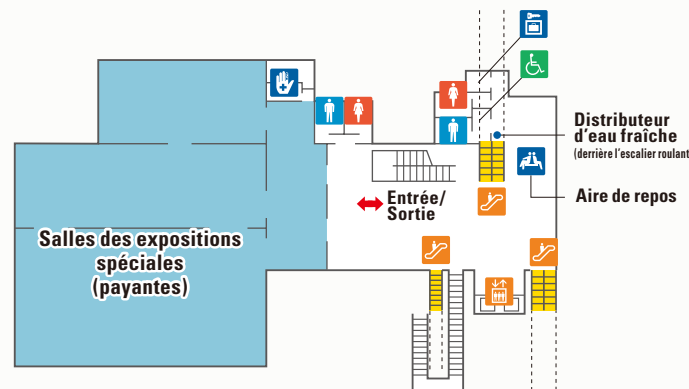 Distributeur
d'eau fraîche
(derrière l'escalier roulant
Aire de repos
Entrée/
Sortie
Salles des expositions
spéciales
(payantes)